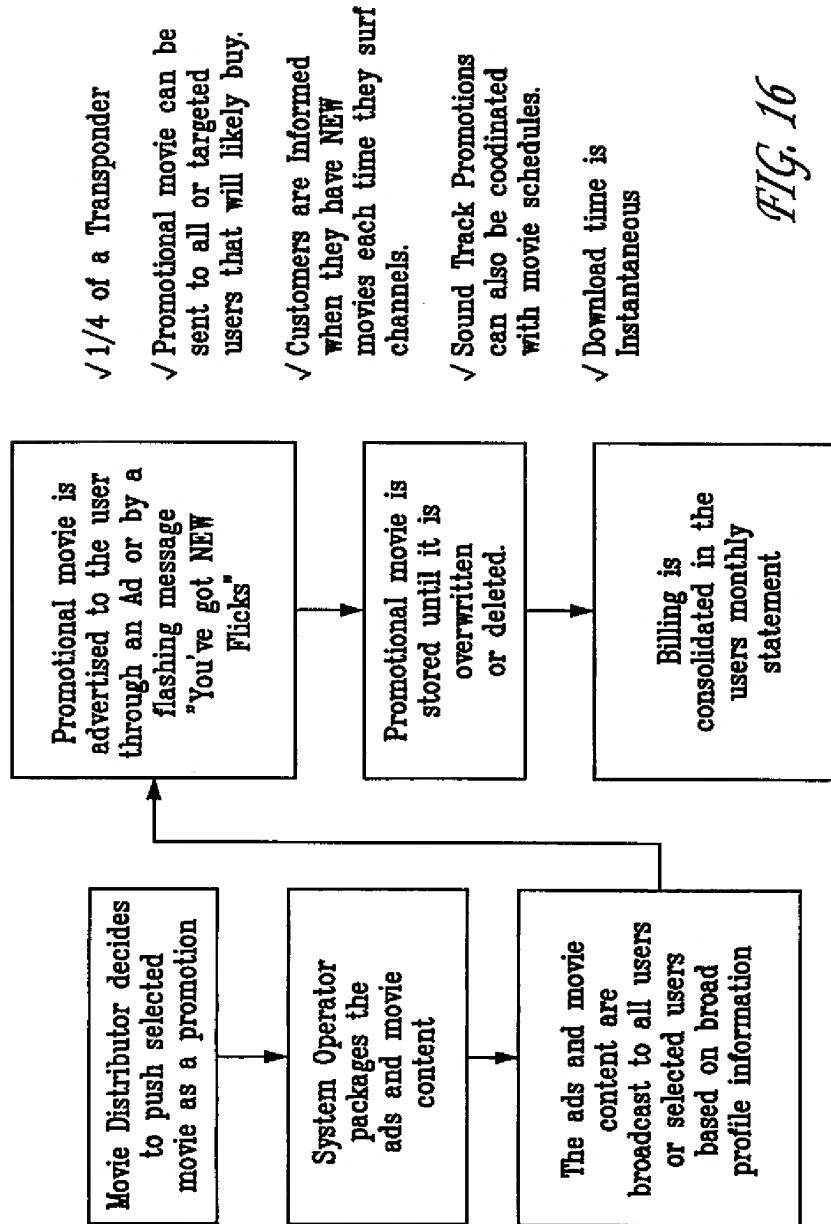 Movie Distributor decides
to push selected
movie as a promotion
System Operator
packages the
ads and movie
content
The ads and movie
content are
broadcast to all users
or selected users
based on broad
profile information
Promotional movie is
advertised to the user
through an Ad or by a
flashing message
"You've got NEW
Flicks"
Promotional movie is
stored until it is
overwritten
or deleted.
Billing is
consolidated in the
users monthly
statement
√ 1/4 of a Transponder
√ Promotional movie can be
sent to all or targeted
users that will likely buy.
√ Customers are Informed
when they have NEW
movies each time they surf
channels.
√ Sound Track Promotions
can also be coodinated
with movie schedules.
√ Download time is
Instantaneous
FIG. 16